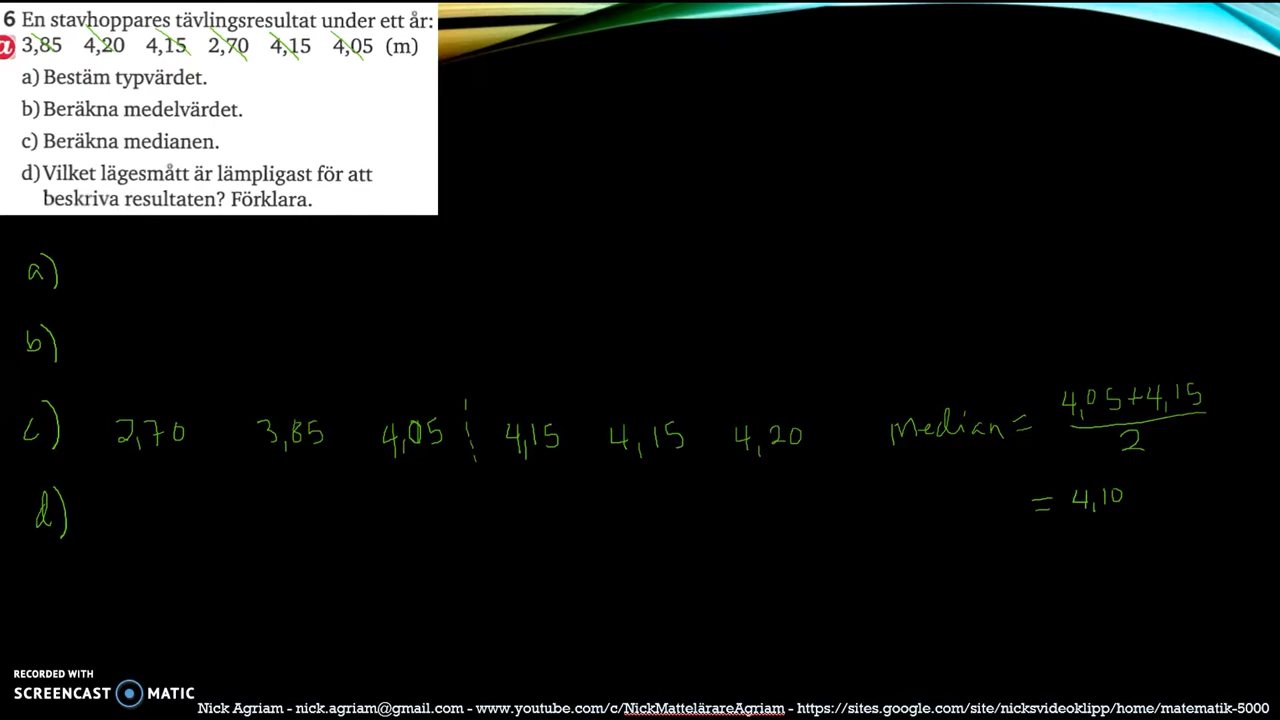 6 En stavhoppares tävlingsresultat under ett år:
a 3,85 4,20 4,15 2,70 4,15 4,05 (m)
a) Bestäm typvärdet.
b) Beräkna medelvärdet.
c) Beräkna medianen.
d) Vilket lägesmått är lämpligast för att
beskriva resultaten? Förklara.
a)
b)
c) 2,70 3,85 4,05 4,15 4,15 4,20 median = 4,05+4,15
2
d) = 4,10
RECORDED WITH
SCREENCAST MATIC
Nick Agriam - nick.agriam@gmail.com - www.youtube.com/c/NickMattelärareAgriam - https://sites.google.com/site/nicksvideoklipp/home/matematik-5000